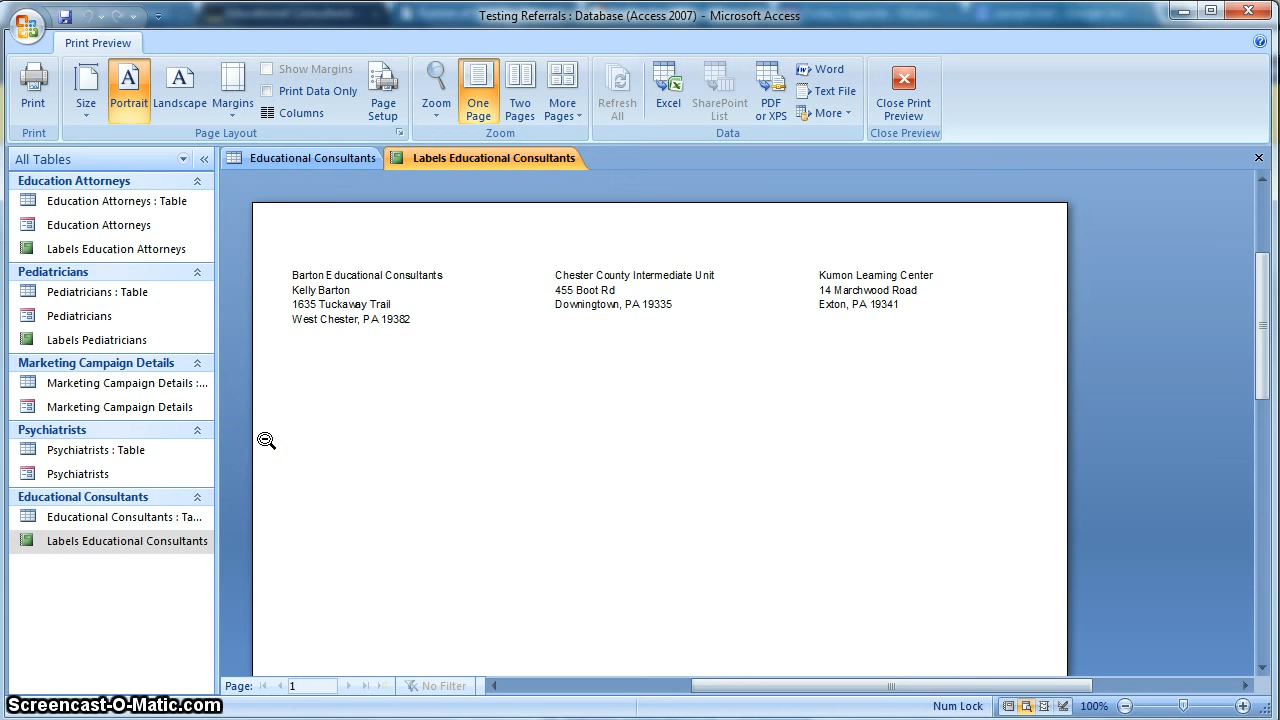 Testing Referrals : Database (Access 2007) - Microsoft Access
Print Preview
Print
Size
Portrait
Landscape
Margins
Show Margins
Print Data Only
Columns
Page Setup
Zoom
One Page
Two Pages
More Pages
Refresh All
Excel
SharePoint List
PDF or XPS
Word
Text File
More
Close Print Preview
Print
Page Layout
Zoom
Data
Close Preview
All Tables
Education Attorneys
Education Attorneys : Table
Education Attorneys
Labels Education Attorneys
Pediatricians
Pediatricians : Table
Pediatricians
Labels Pediatricians
Marketing Campaign Details
Marketing Campaign Details :...
Marketing Campaign Details
Psychiatrists
Psychiatrists : Table
Psychiatrists
Educational Consultants
Educational Consultants : Ta...
Labels Educational Consultants
Educational Consultants
Labels Educational Consultants
Barton Educational Consultants
Kelly Barton
1635 Tuckaway Trail
West Chester, PA 19382
Chester County Intermediate Unit
455 Boot Rd
Downingtown, PA 19335
Kumon Learning Center
14 Marchwood Road
Exton, PA 19341
Page:
1
No Filter
Num Lock
100%
Screencast-O-Matic.com